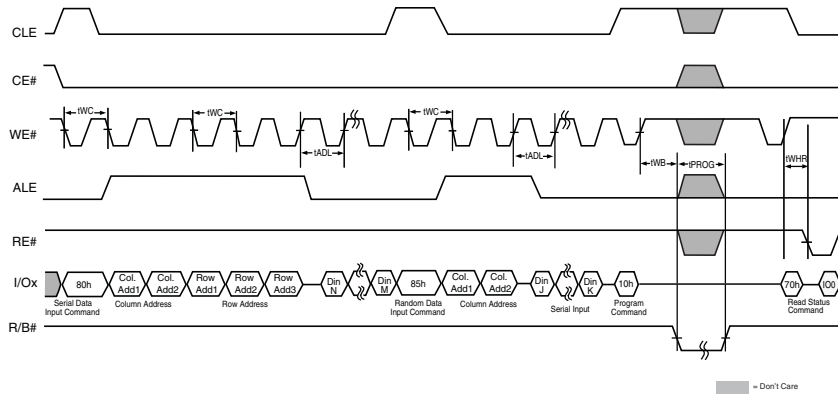 CLE
CE#
tWC
tWC
tWC
WE#
tADL
tADL
tWB
tPROG
tWHR
ALE
RE#
I/Ox
80h
Col. Add1
Col. Add2
Row Add1
Row Add2
Row Add3
Din N
Din M
85h
Col. Add1
Col. Add2
Din J
Din K
10h
70h
IO0
Serial Data Input Command
Column Address
Row Address
Random Data Input Command
Column Address
Serial Input
Program Command
Read Status Command
R/B#
= Don't Care